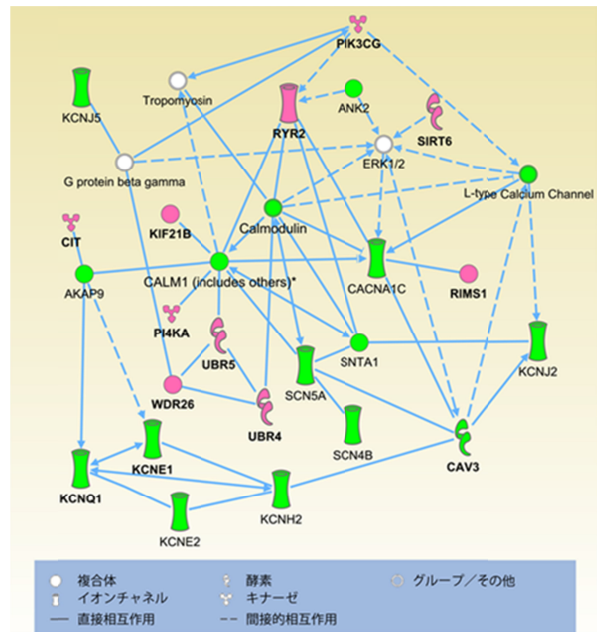 PIK3CG
Tropomyosin
KCNJ5
RYR2
ANK2
SIRT6
ERK1/2
G protein beta gamma
L-type Calcium Channel
CIT
KIF21B
Calmodulin
AKAP9
CALM1 (includes others)*
CACNA1C
RIMS1
PI4KA
UBR5
SNTA1
KCNJ2
SCN5A
WDR26
UBR4
SCN4B
CAV3
KCNE1
KCNQ1
KCNH2
KCNE2
複合体 酵素 グループ／その他
イオンチャネル キナーゼ
直接相互作用 間接的相互作用